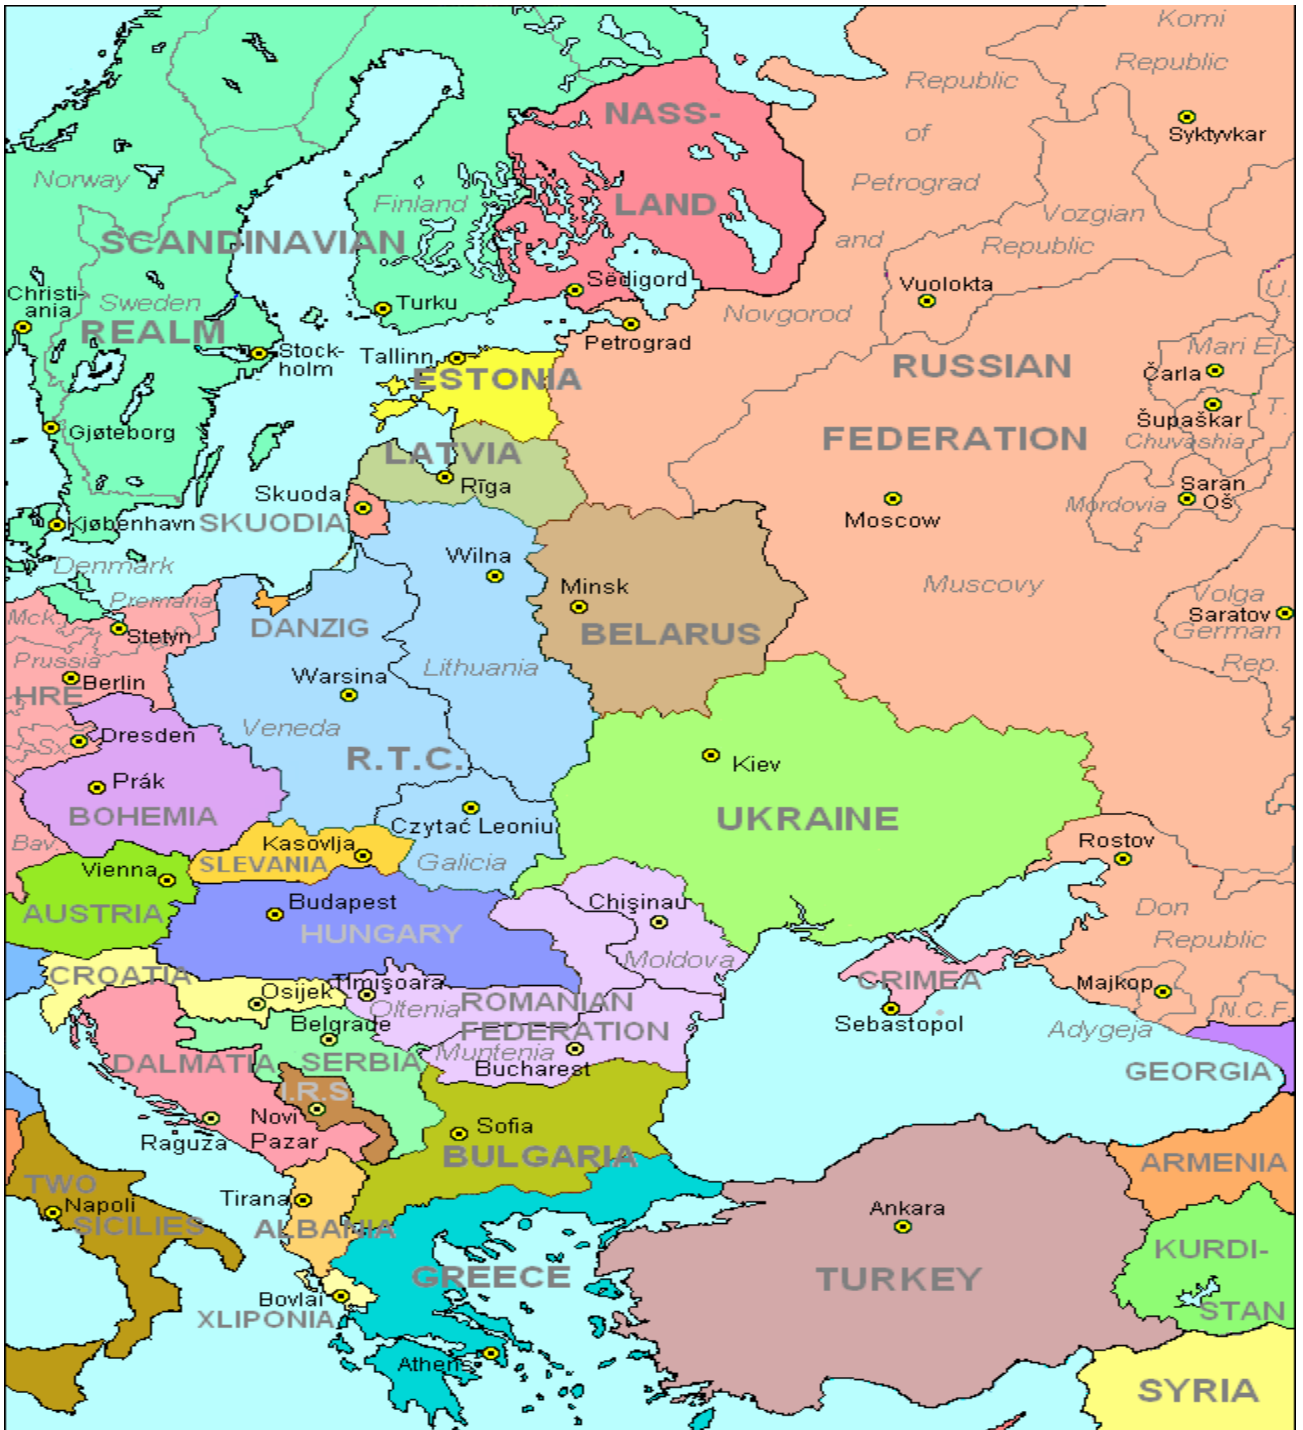 Komi
Republic
Republic
of
Petrograd
and
Novgorod
NASS-
LAND
Syktyvkar
Norway
Finland
Vozgian
Republic
SCANDINAVIAN
REALM
Sweden
Christi-
ania
Sëdigord
Vuolokta
U.
Turku
Petrograd
Stock-
holm
Tallinn
ESTONIA
RUSSIAN
FEDERATION
Mari El
Čarla
Šupaškar
T.
Chuvashia
Gjøteborg
LATVIA
Rīga
Skuoda
SKUODIA
Saran
Oš
Mordovia
Moscow
Kjøbenhavn
Denmark
Wilna
Minsk
BELARUS
Muscovy
Volga
German
Rep.
Saratov
Premaria
Mck.
Stetyn
DANZIG
Prussia
Berlin
HRE
Warsina
Lithuania
Veneda
R.T.C.
Sx.
Dresden
Kiev
UKRAINE
Prák
BOHEMIA
Czytać Leoniu
Galicia
Bav.
Kasovlja
SLEVANIA
Rostov
Vienna
AUSTRIA
Budapest
HUNGARY
Chişinau
Moldova
Don
Republic
CROATIA
Osijek
Timişoara
Oltenia
ROMANIAN
FEDERATION
CRIMEA
Sebastopol
Majkop
N.C.F.
Adygeja
Belgrade
SERBIA
Muntenia
Bucharest
DALMATIA
I.R.S.
GEORGIA
Novi
Pazar
Raguza
Sofia
BULGARIA
ARMENIA
TWO
SICILIES
Napoli
Tirana
ALBANIA
Ankara
TURKEY
KURDI-
STAN
GREECE
Bovlai
XLIPONIA
Athens
SYRIA